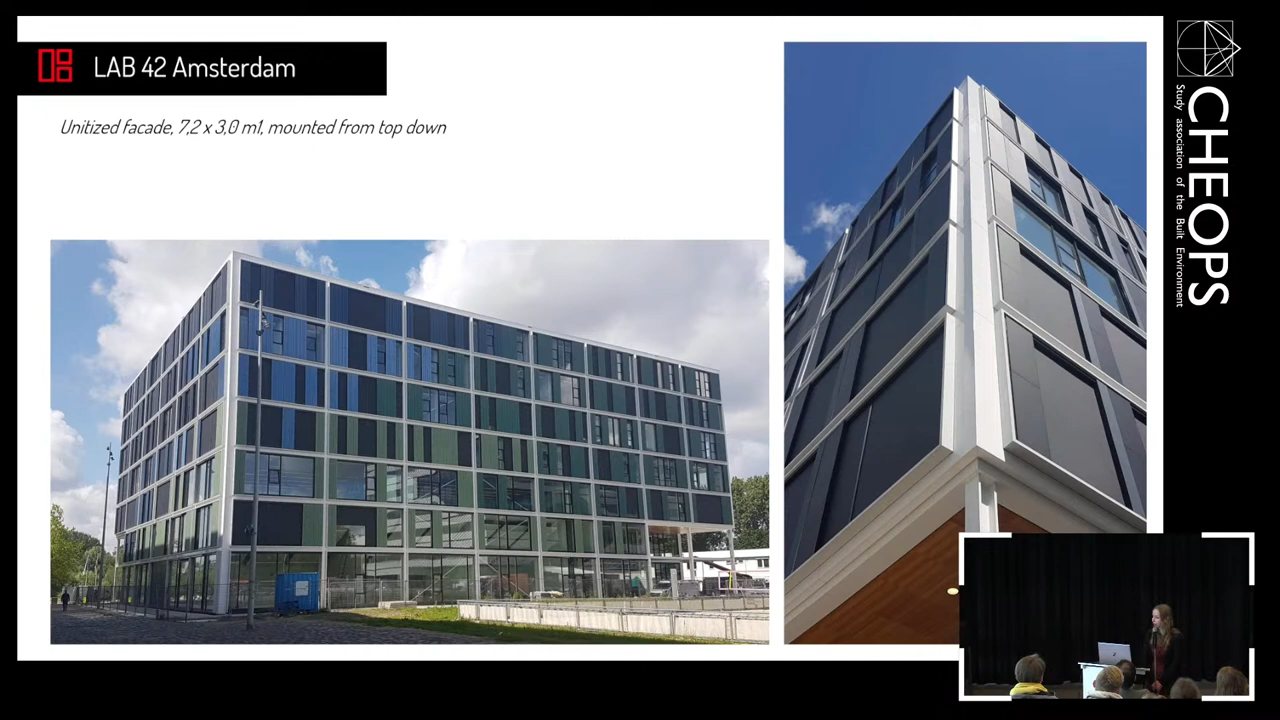 LAB 42 Amsterdam
Unitized facade, 7,2 x 3,0 m1, mounted from top down
CHEOPS
Study association of the Built Environment